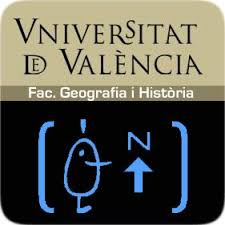 VNIVERSITAT
DE VALÈNCIA
Fac. Geografia i Història
N